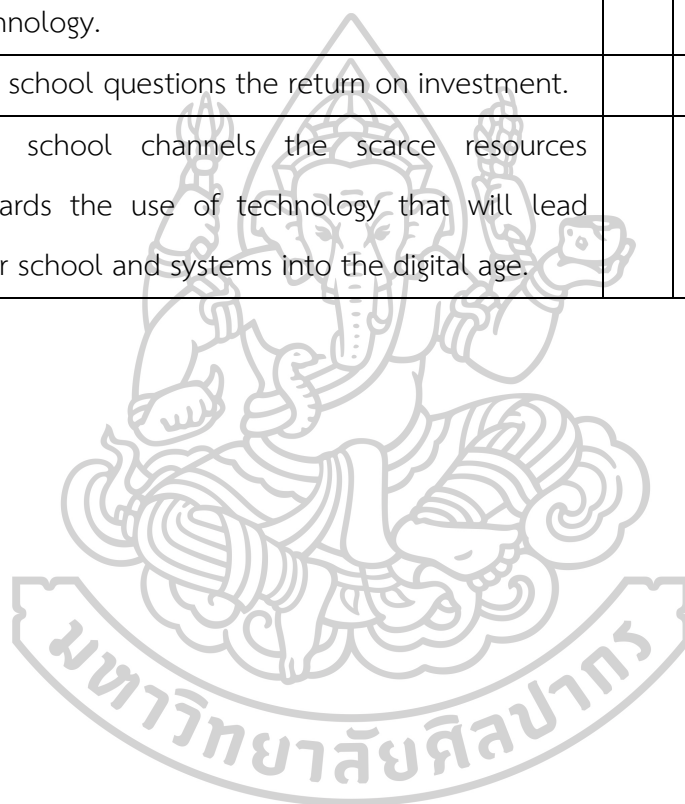 hnology.
school questions the return on investment.
school channels the scarce resources
ards the use of technology that will lead
r school and systems into the digital age.
มหาวิทยาลัยศิลปากร